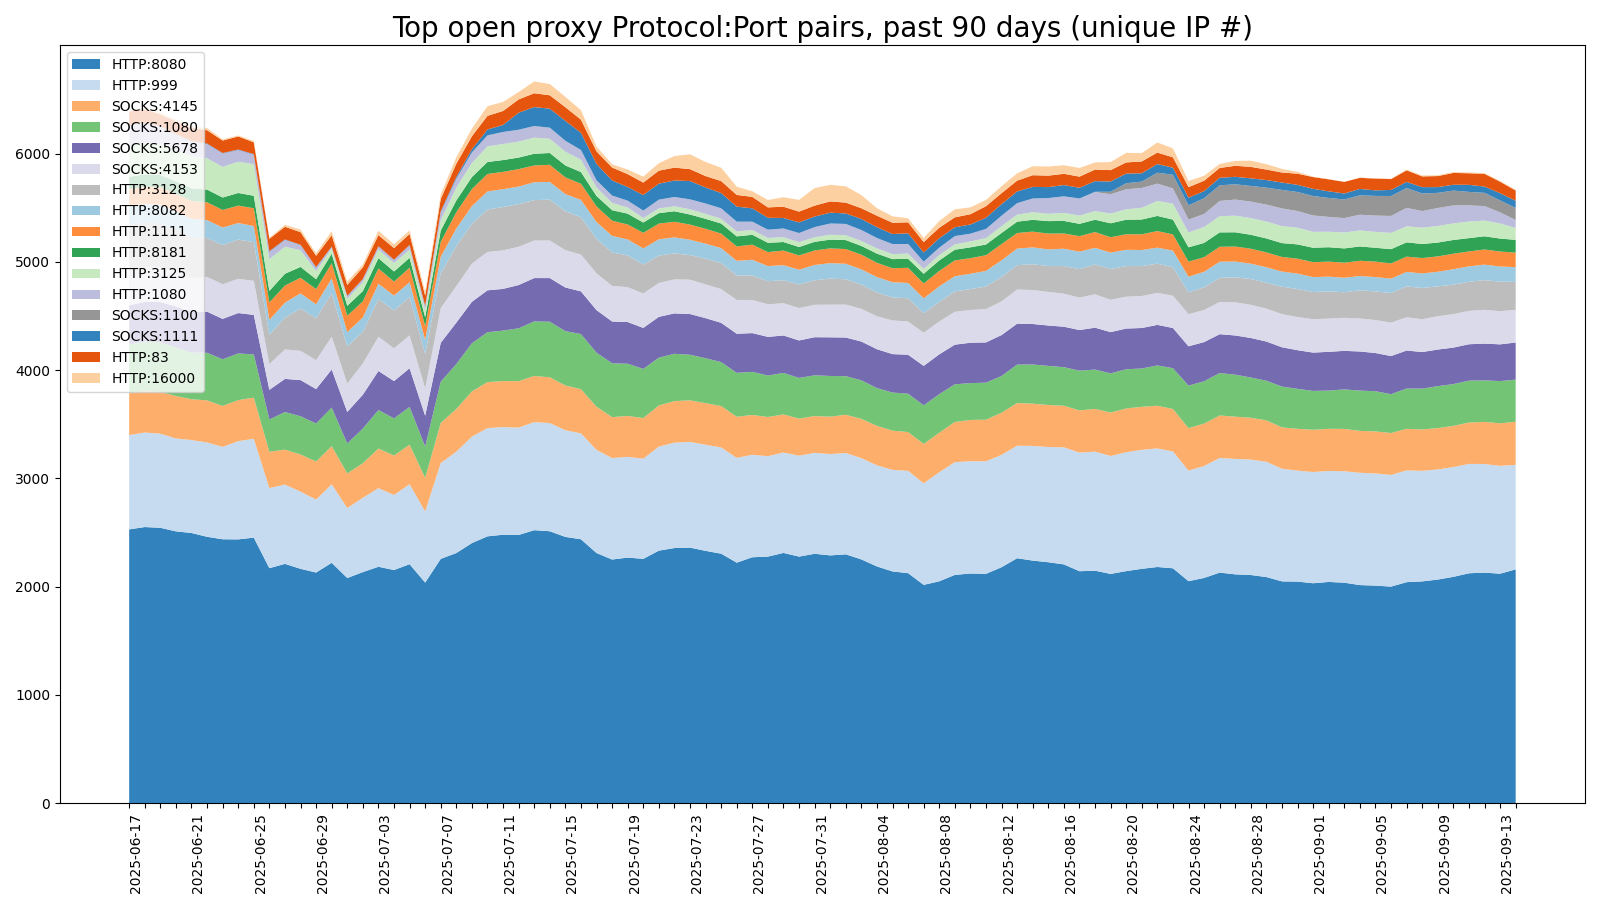 Top open proxy Protocol:Port pairs, past 90 days (unique IP #)
HTTP:8080
HTTP:999
SOCKS:4145
SOCKS:1080
SOCKS:5678
SOCKS:4153
HTTP:3128
HTTP:8082
HTTP:1111
HTTP:8181
HTTP:3125
HTTP:1080
SOCKS:1100
SOCKS:1111
HTTP:83
HTTP:16000
6000
5000
4000
3000
2000
1000
0
2025-06-17
2025-06-21
2025-06-25
2025-06-29
2025-07-03
2025-07-07
2025-07-11
2025-07-15
2025-07-19
2025-07-23
2025-07-27
2025-07-31
2025-08-04
2025-08-08
2025-08-12
2025-08-16
2025-08-20
2025-08-24
2025-08-28
2025-09-01
2025-09-05
2025-09-09
2025-09-13